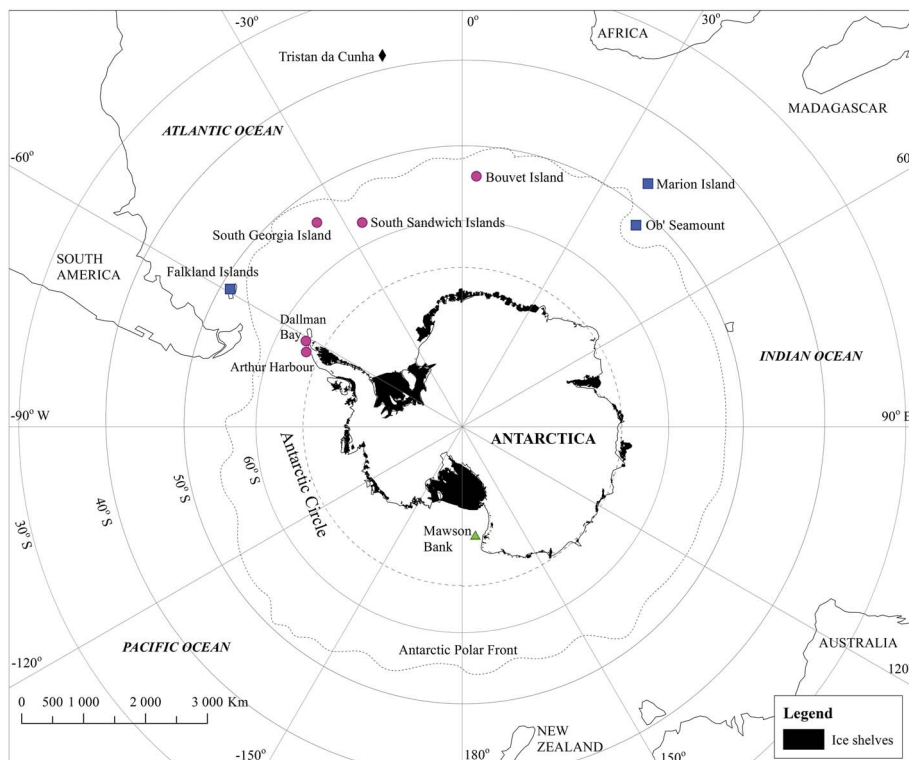 -30°
0°
30°
AFRICA
Tristan da Cunha
MADAGASCAR
ATLANTIC OCEAN
-60°
60
Bouvet Island
Marion Island
South Georgia Island
South Sandwich Islands
Ob' Seamount
SOUTH
AMERICA
Falkland Islands
Dallman
Bay
Arthur Harbour
INDIAN OCEAN
-90° W
90° E
ANTARCTICA
Antarctic Circle
60° S
50° S
40° S
30° S
Mawson
Bank
PACIFIC OCEAN
Antarctic Polar Front
AUSTRALIA
-120°
120
0 500 1 000 2 000 3 000 Km
Legend
Ice shelves
NEW
ZEALAND
-150°
180°
150°